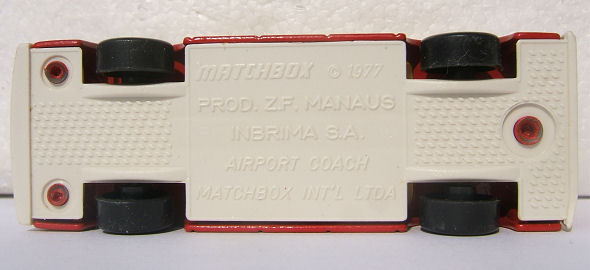 MATCHBOX © 1977
PROD. Z.F. MANAUS
INBRIMA S.A.
AIRPORT COACH
MATCHBOX INT'L LTDA